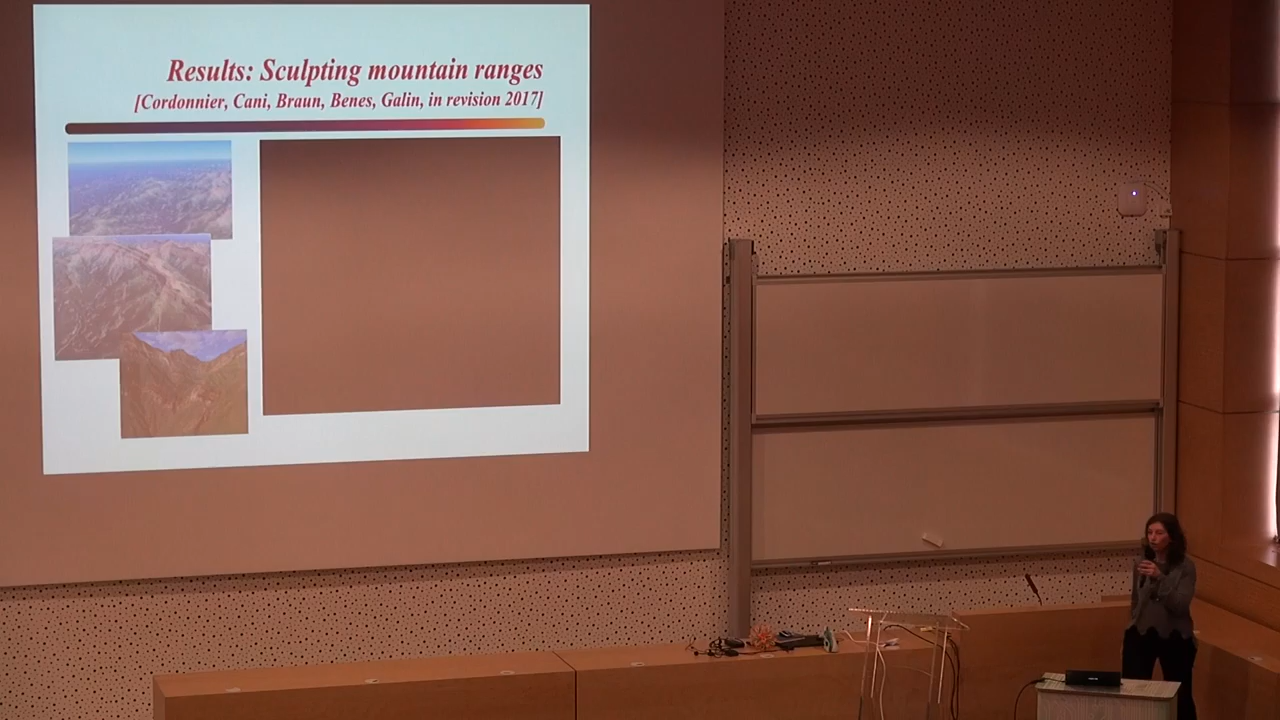 Results: Sculpting mountain ranges
[Cordonnier, Cani, Braun, Benes, Galin, in revision 2017]